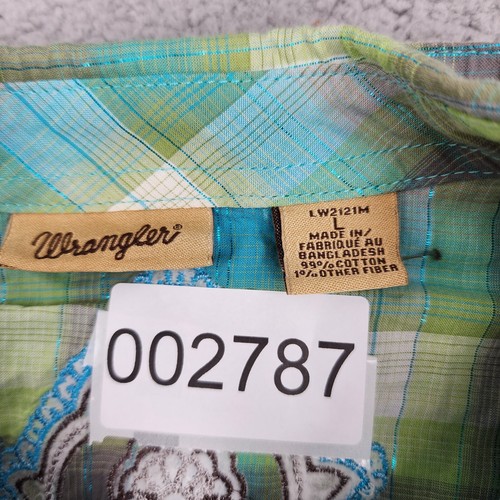 Wrangler®
LW2121M
L
MADE IN/
FABRIQUÉ AU
BANGLADESH
99% COTTON
1% OTHER FIBER
002787